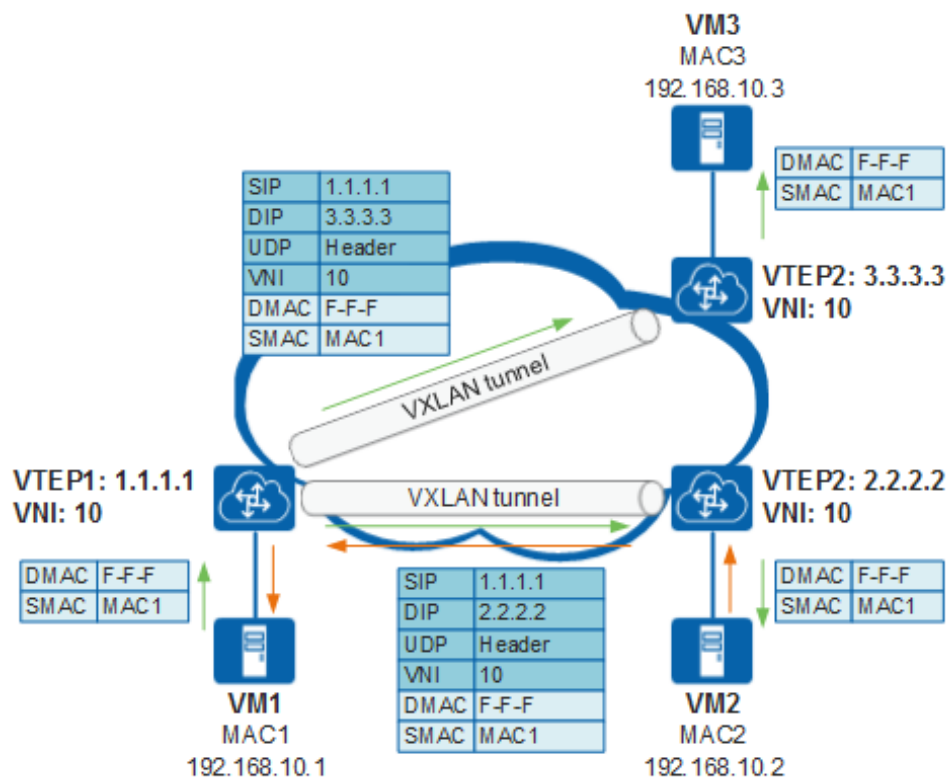 VM3
MAC3
192.168.10.3
DMAC F-F-F
SMAC MAC1
SIP 1.1.1.1
DIP 3.3.3.3
UDP Header
VNI 10
DMAC F-F-F
SMAC MAC1
VTEP2: 3.3.3.3
VNI: 10
VXLAN tunnel
VTEP1: 1.1.1.1
VNI: 10
VXLAN tunnel
VTEP2: 2.2.2.2
VNI: 10
DMAC F-F-F
SMAC MAC1
SIP 1.1.1.1
DIP 2.2.2.2
UDP Header
VNI 10
DMAC F-F-F
SMAC MAC1
DMAC F-F-F
SMAC MAC1
VM1
MAC1
192.168.10.1
VM2
MAC2
192.168.10.2